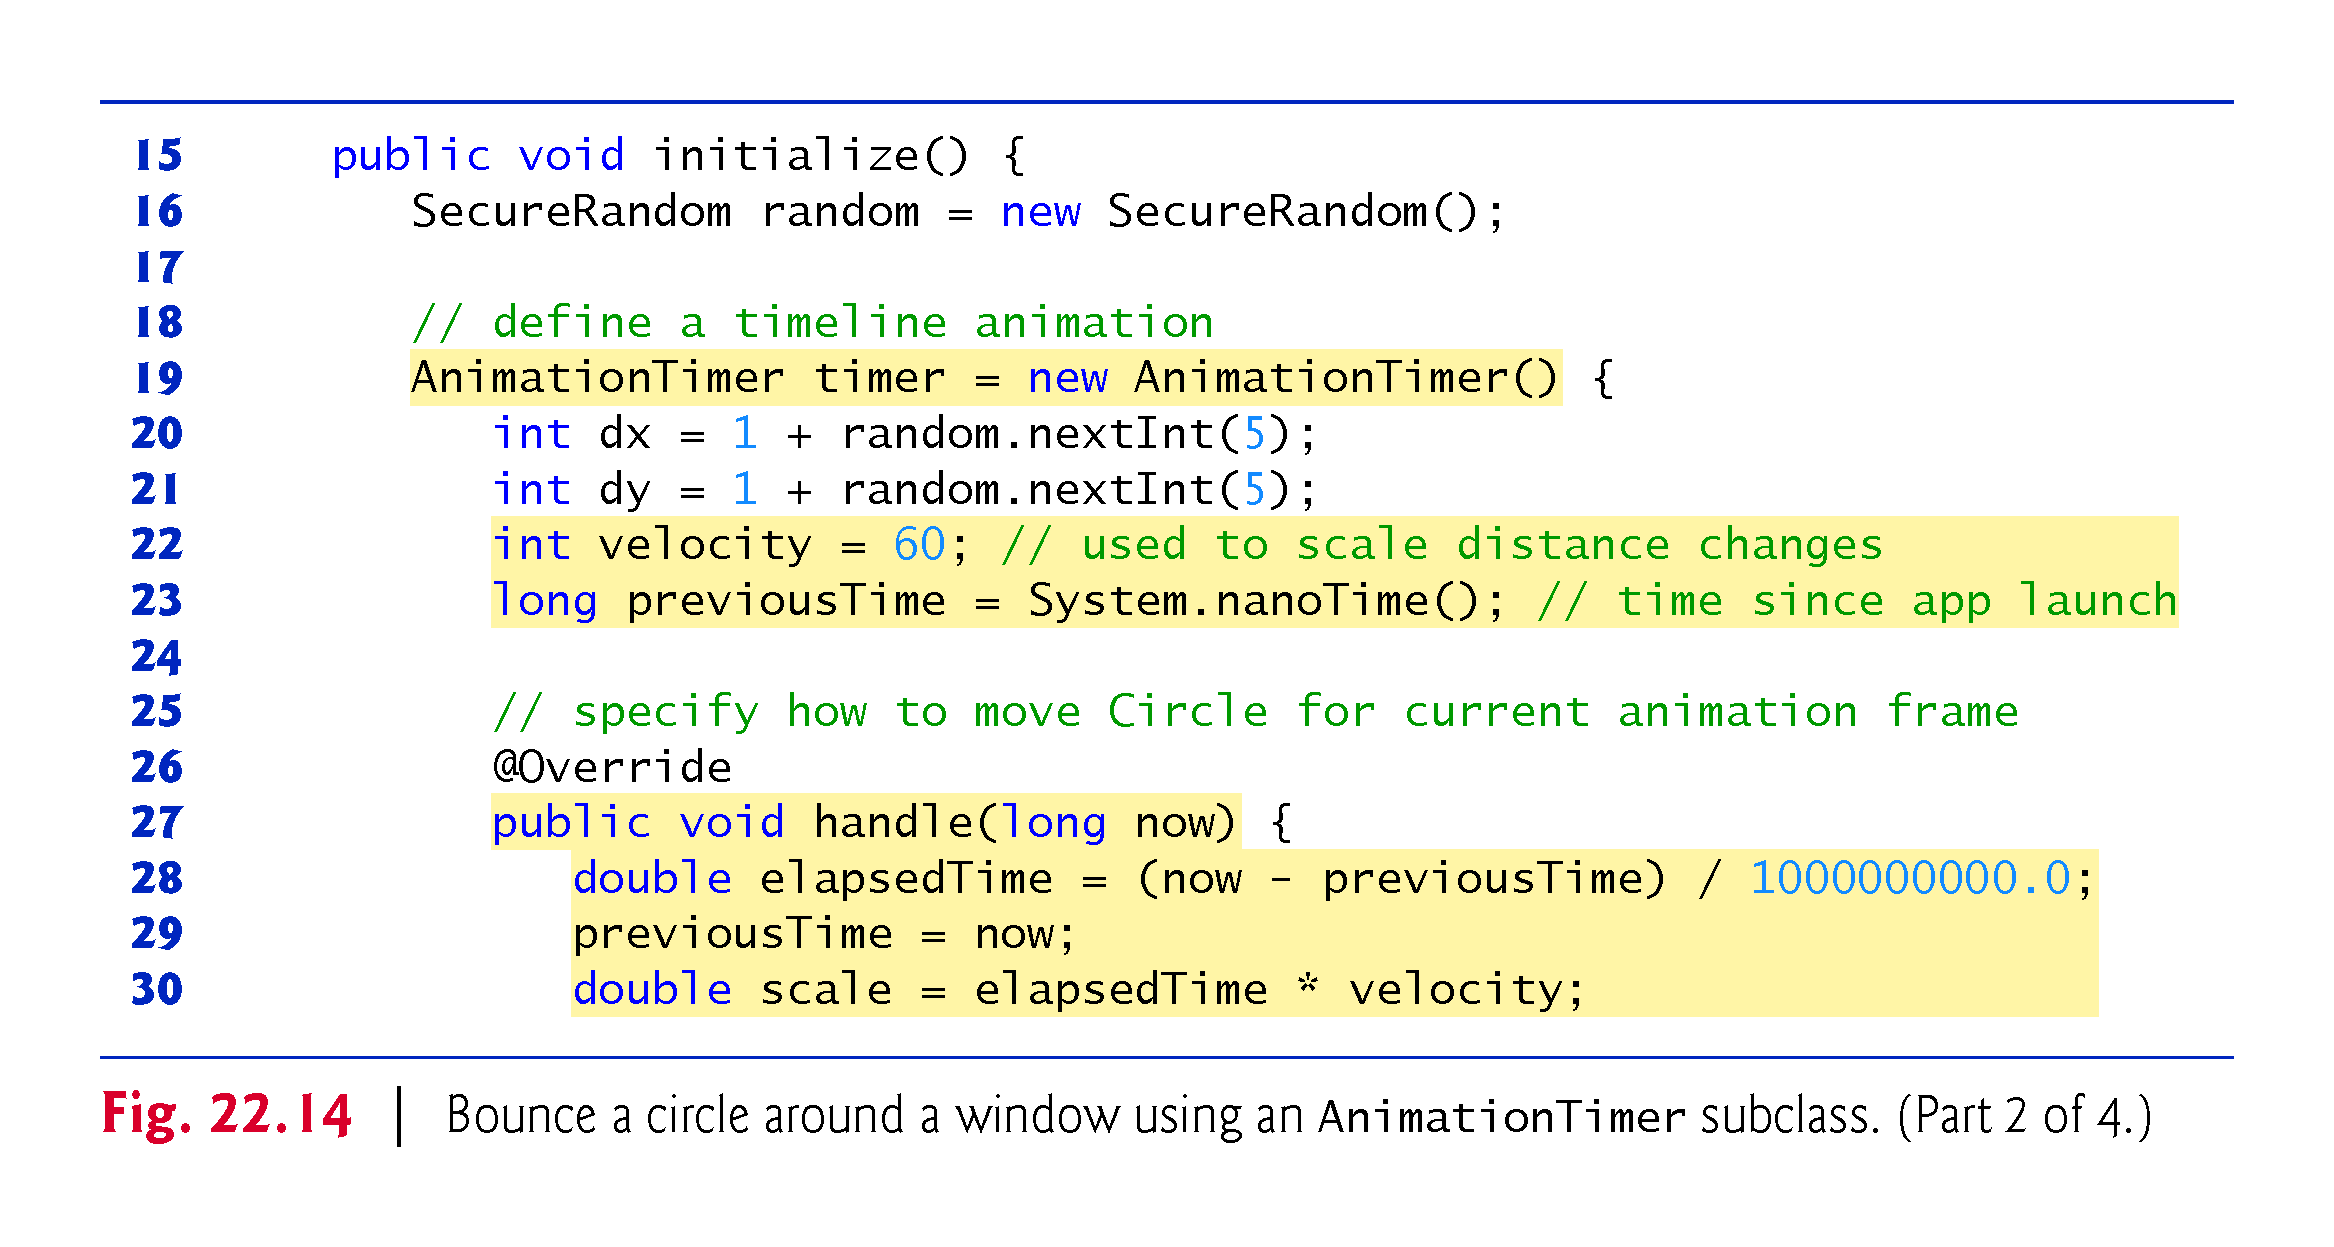 15 public void initialize() {
16 SecureRandom random = new SecureRandom();
17
18 // define a timeline animation
19 AnimationTimer timer = new AnimationTimer() {
20 int dx = 1 + random.nextInt(5);
21 int dy = 1 + random.nextInt(5);
22 int velocity = 60; // used to scale distance changes
23 long previousTime = System.nanoTime(); // time since app launch
24
25 // specify how to move Circle for current animation frame
26 @Override
27 public void handle(long now) {
28 double elapsedTime = (now - previousTime) / 1000000000.0;
29 previousTime = now;
30 double scale = elapsedTime * velocity;
Fig. 22.14 | Bounce a circle around a window using an AnimationTimer subclass. (Part 2 of 4.)